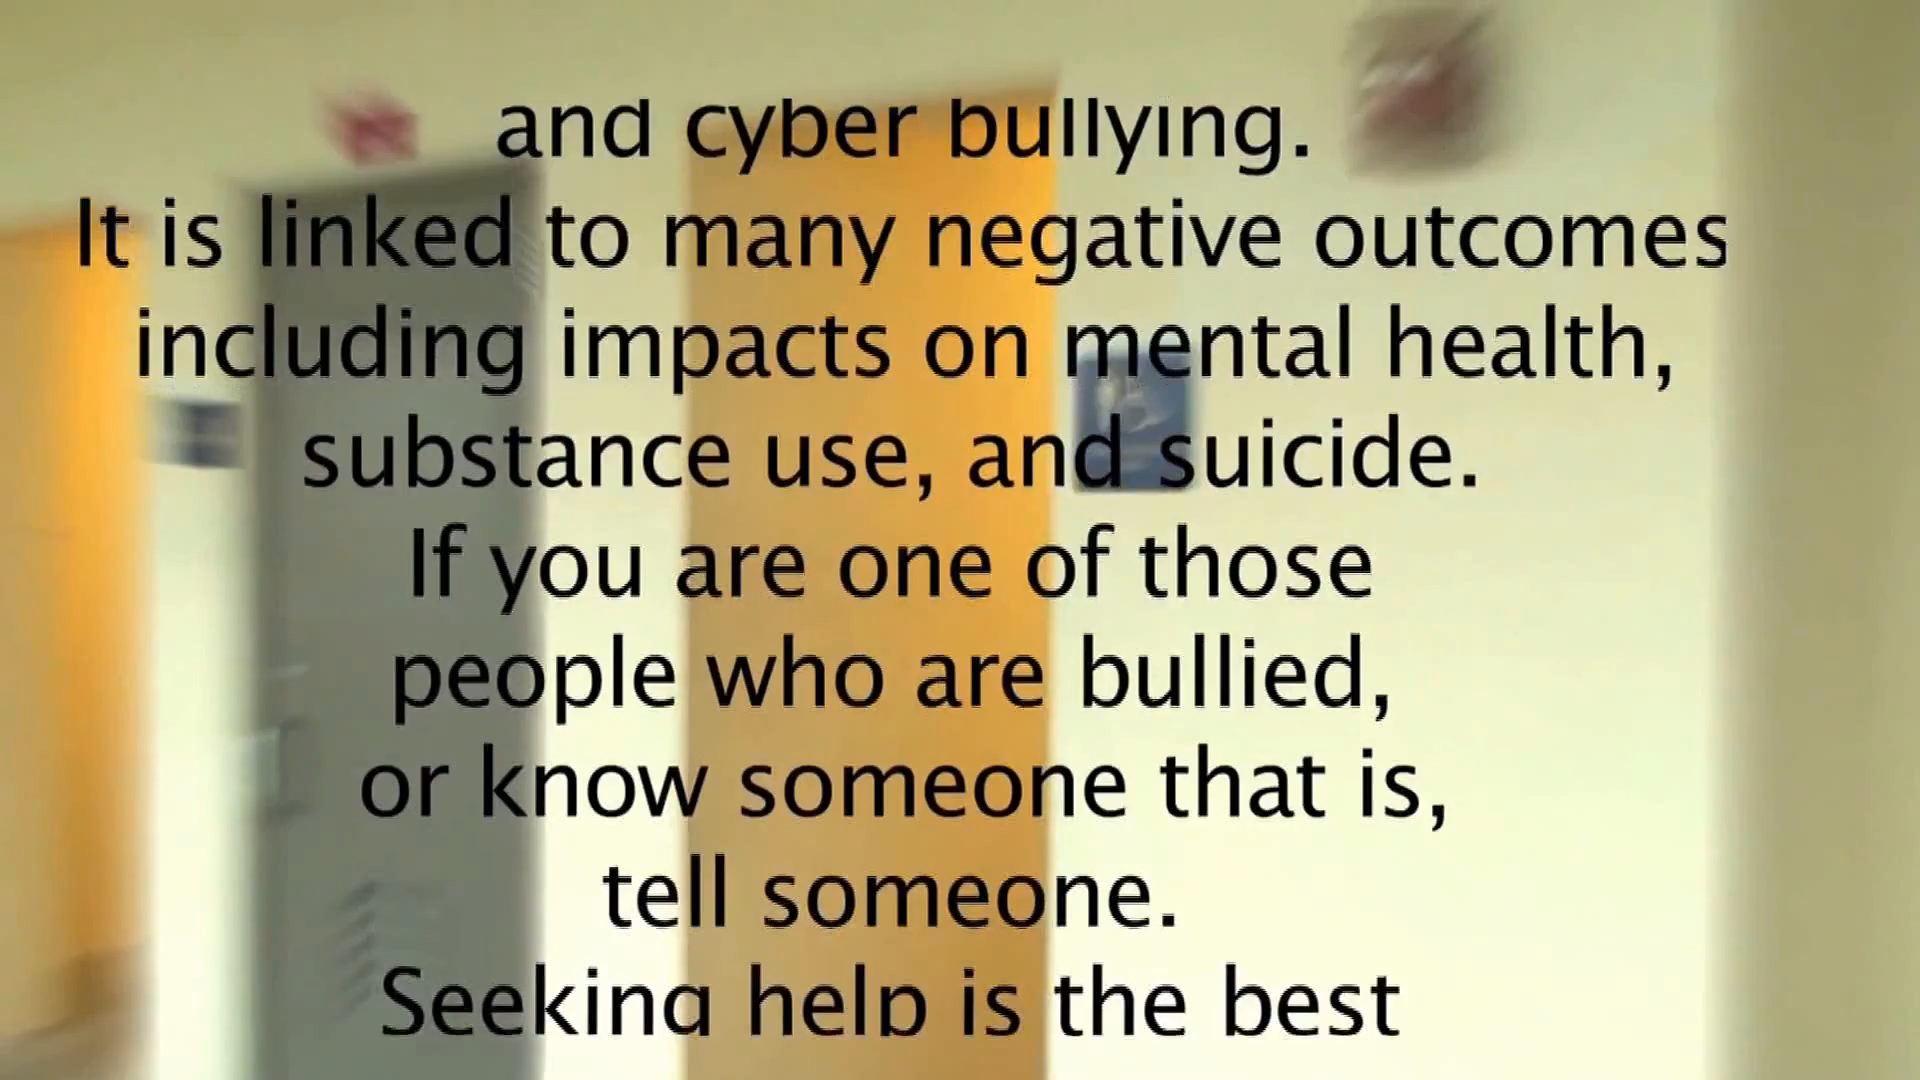 and cyber bullying.
It is linked to many negative outcomes
including impacts on mental health,
substance use, and suicide.
If you are one of those
people who are bullied,
or know someone that is,
tell someone.
Seeking help is the best